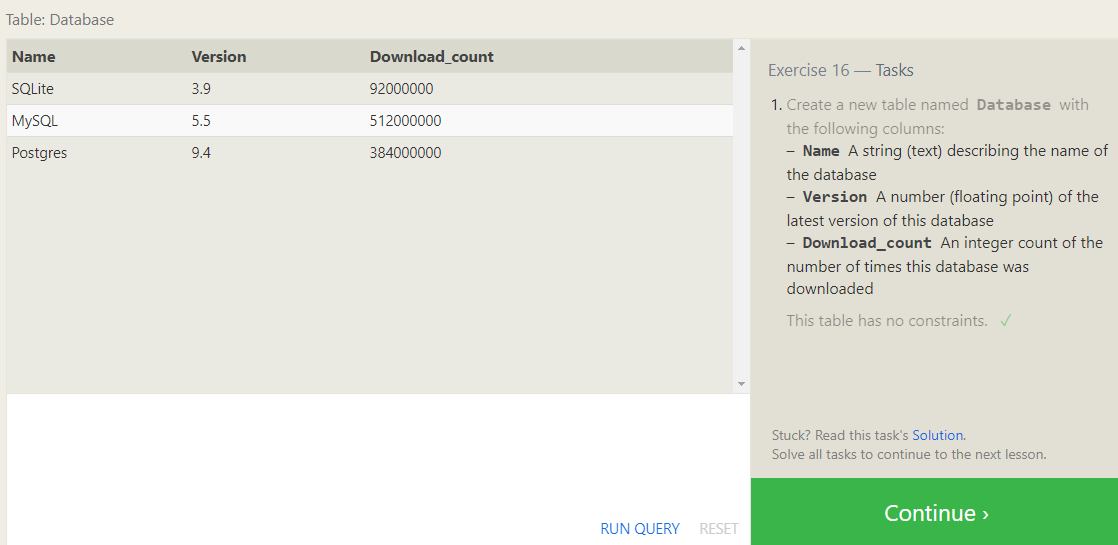 Table: Database
Name Version Download_count
SQLite 3.9 92000000
MySQL 5.5 512000000
Postgres 9.4 384000000
Exercise 16 — Tasks
1. Create a new table named Database with
the following columns:
– Name A string (text) describing the name of
the database
– Version A number (floating point) of the
latest version of this database
– Download_count An integer count of the
number of times this database was
downloaded
This table has no constraints. ✓
Stuck? Read this task's Solution.
Solve all tasks to continue to the next lesson.
RUN QUERY RESET
Continue ›